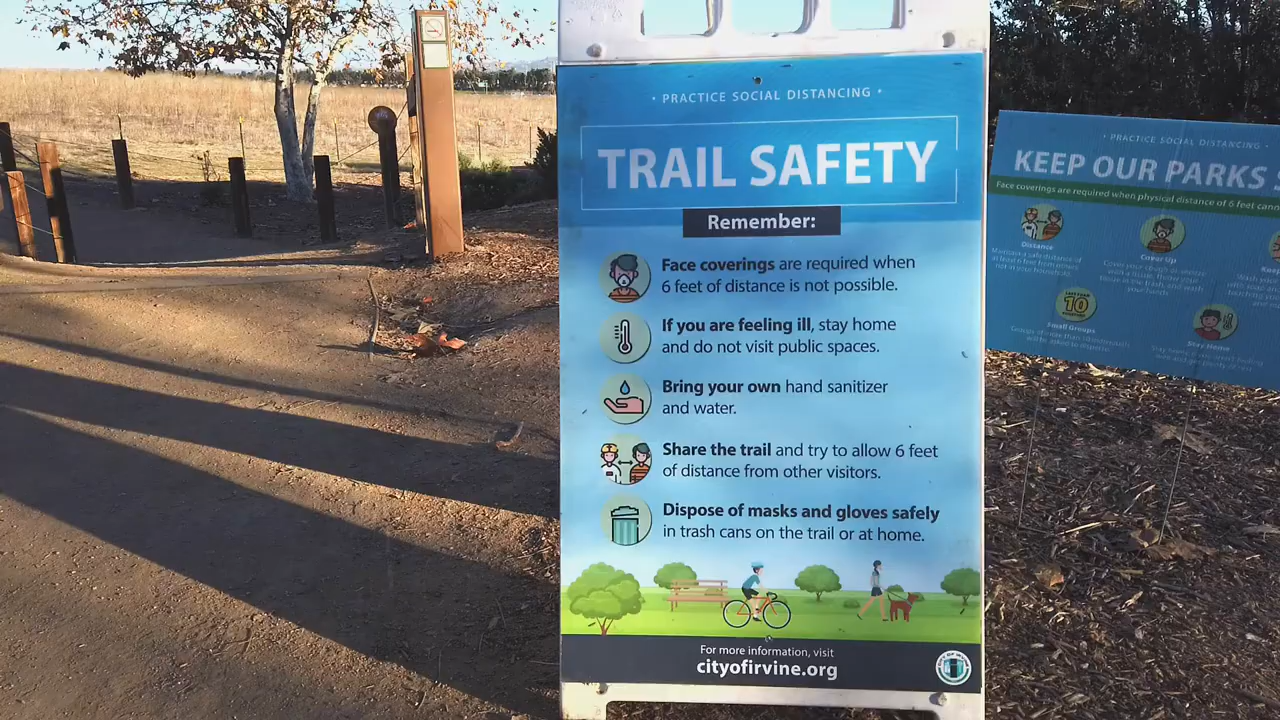 • PRACTICE SOCIAL DISTANCING •
TRAIL SAFETY
Remember:
Face coverings are required when
6 feet of distance is not possible.
If you are feeling ill, stay home
and do not visit public spaces.
Bring your own hand sanitizer
and water.
Share the trail and try to allow 6 feet
of distance from other visitors.
Dispose of masks and gloves safely
in trash cans on the trail or at home.
For more information, visit
cityofirvine.org
• PRACTICE SOCIAL DISTANCING •
KEEP OUR PARKS
Face coverings are required when physical distance of 6 feet
Distance
Cover Up
10
Small Groups
Stay Home